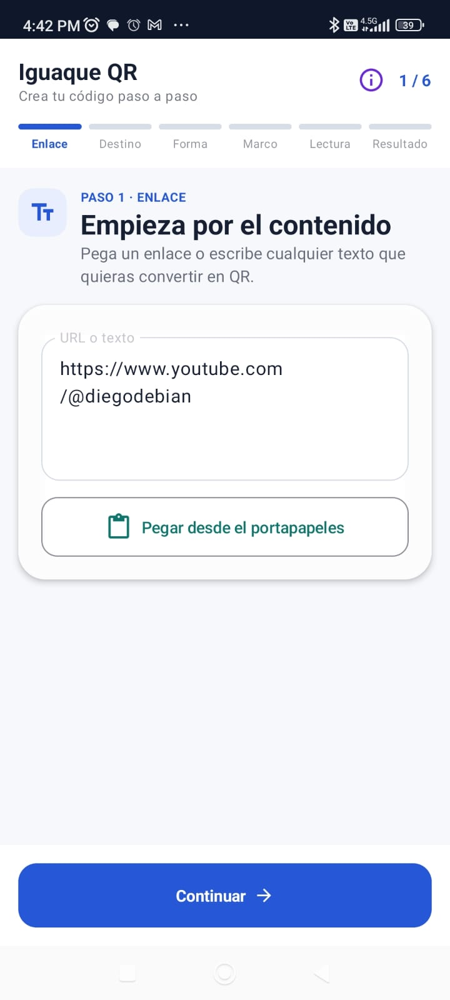 4:42 PM
Vo LTE 4.5G 39
Iguaque QR
Crea tu código paso a paso
1 / 6
Enlace Destino Forma Marco Lectura Resultado
PASO 1 · ENLACE
Empieza por el contenido
Pega un enlace o escribe cualquier texto que
quieras convertir en QR.
URL o texto
https://www.youtube.com
/@diegodebian
Pegar desde el portapapeles
Continuar →